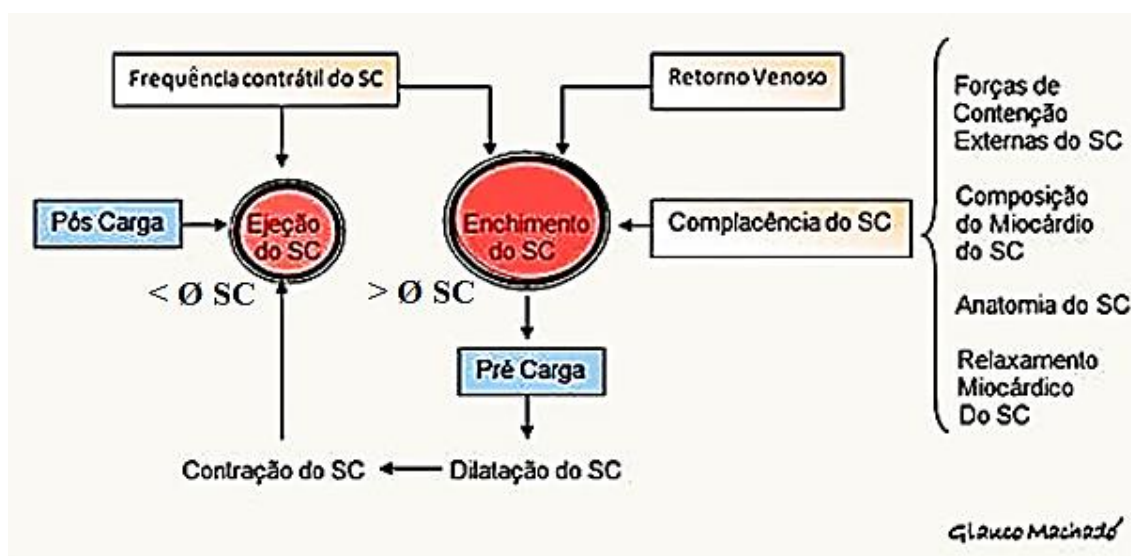 Frequência contrátil do SC
Retorno Venoso
Pós Carga
Ejeção
do SC
Enchimento
do SC
Complacência do SC
< Ø SC
> Ø SC
Pré Carga
Contração do SC
Dilatação do SC
Forças de
Contenção
Externas do SC
Composição
do Miocárdio
do SC
Anatomia do SC
Relaxamento
Miocárdico
Do SC
Glauco Machado